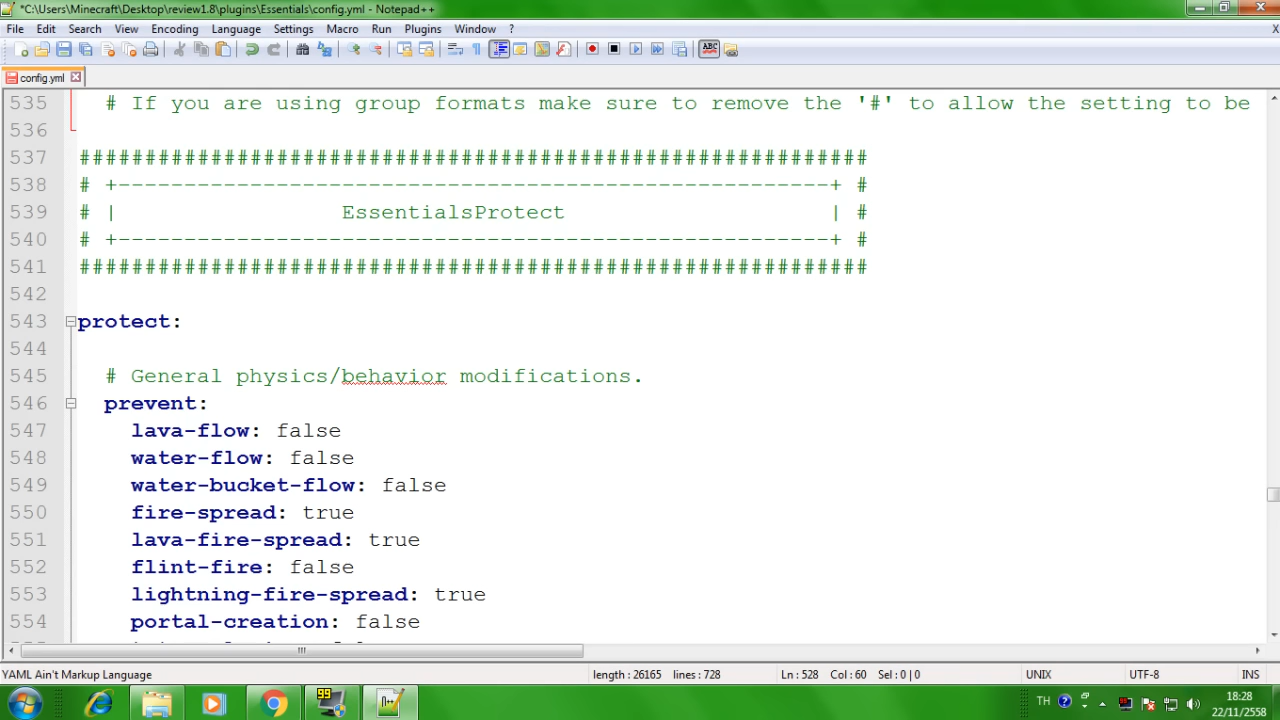 *C:\Users\Minecraft\Desktop\review1.8\plugins\Essentials\config.yml - Notepad++
File Edit Search View Encoding Language Settings Macro Run Plugins Window ? X
config.yml
535 # If you are using group formats make sure to remove the '#' to allow the setting to be
536
537 ############################################################
538 # +------------------------------------------------------+ #
539 # | EssentialsProtect | #
540 # +------------------------------------------------------+ #
541 ############################################################
542
543 protect:
544
545 # General physics/behavior modifications.
546 prevent:
547 lava-flow: false
548 water-flow: false
549 water-bucket-flow: false
550 fire-spread: true
551 lava-fire-spread: true
552 flint-fire: false
553 lightning-fire-spread: true
554 portal-creation: false
YAML Ain't Markup Language length : 26165 lines : 728 Ln : 528 Col : 60 Sel : 0 | 0 UNIX UTF-8 INS
99
TH
18:28
22/11/2558